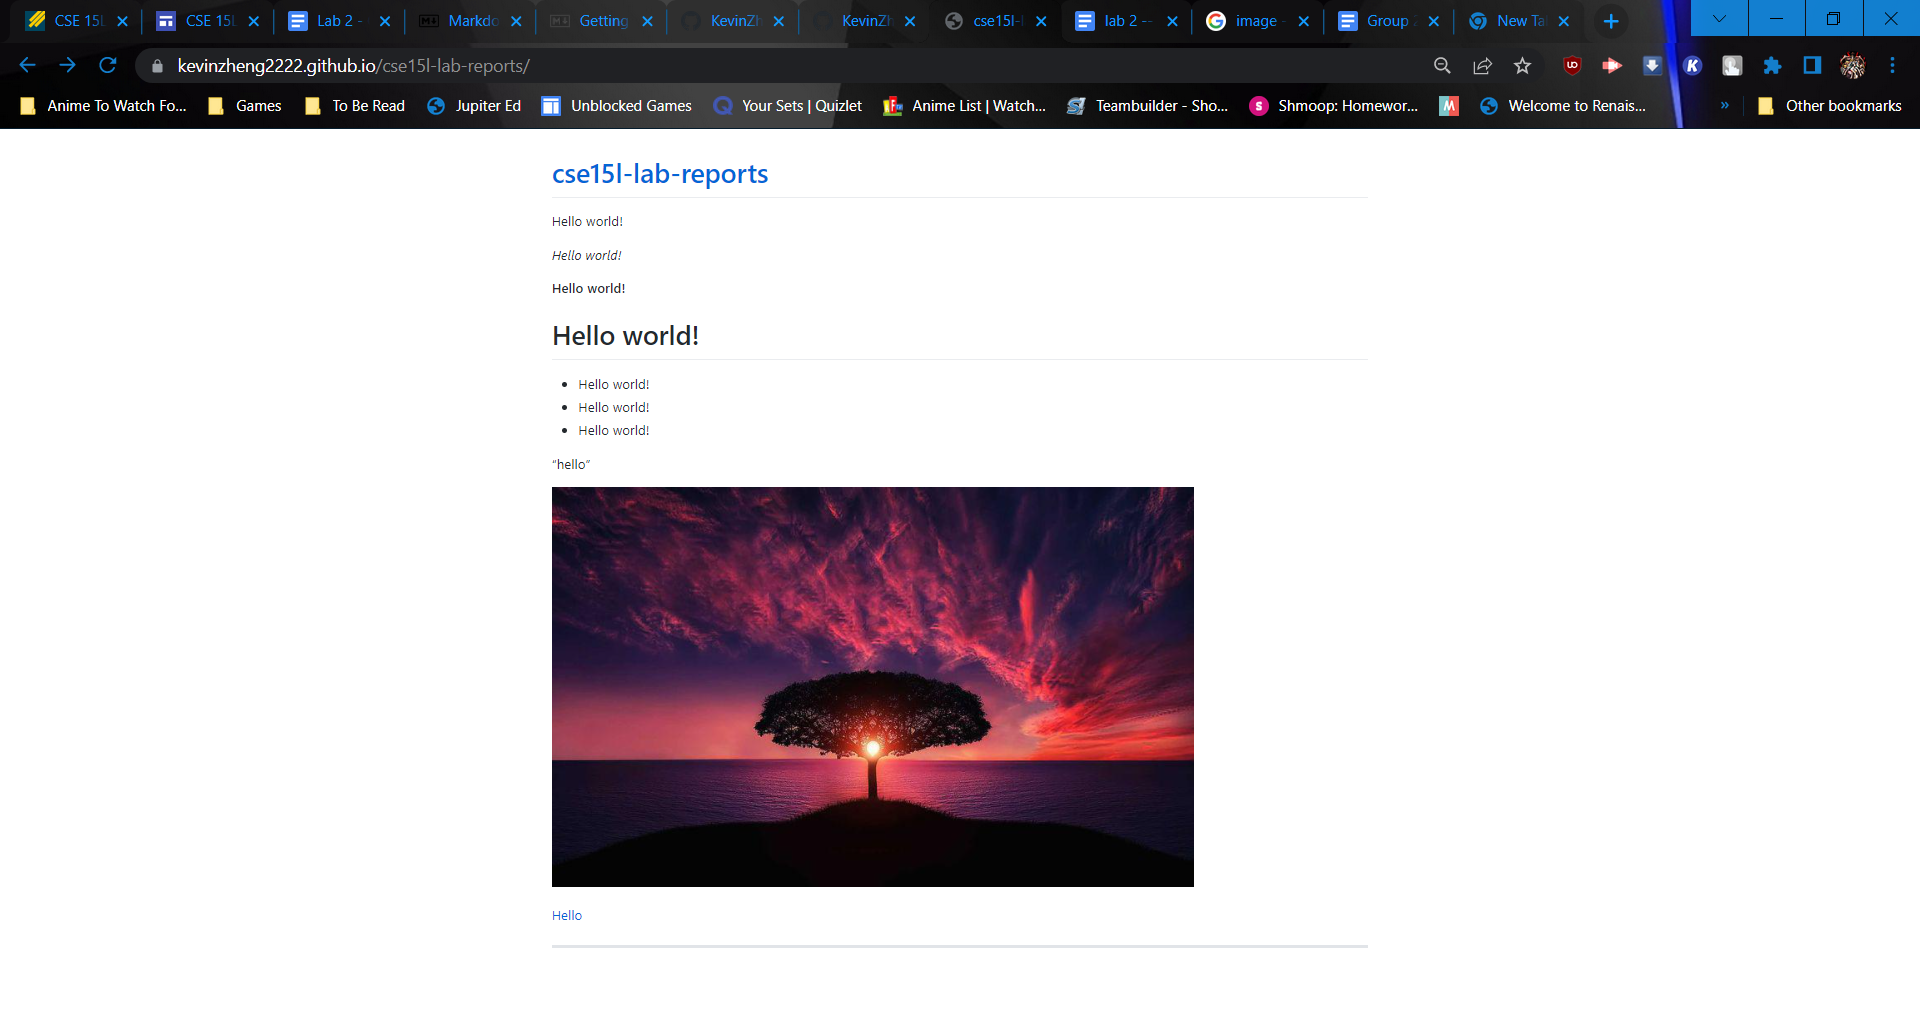 CSE 15L CSE 15L Lab 2 - Markdo Getting KevinZh KevinZh cse15l-l lab 2 -- image - Group New Ta
kevinzheng2222.github.io/cse15l-lab-reports/
Anime To Watch Fo... Games To Be Read Jupiter Ed Unblocked Games Your Sets | Quizlet Anime List | Watch... Teambuilder - Sho... Shmoop: Homewor... Welcome to Renais... » Other bookmarks
cse15l-lab-reports
Hello world!
Hello world!
Hello world!
Hello world!
• Hello world!
• Hello world!
• Hello world!
“hello”
Hello